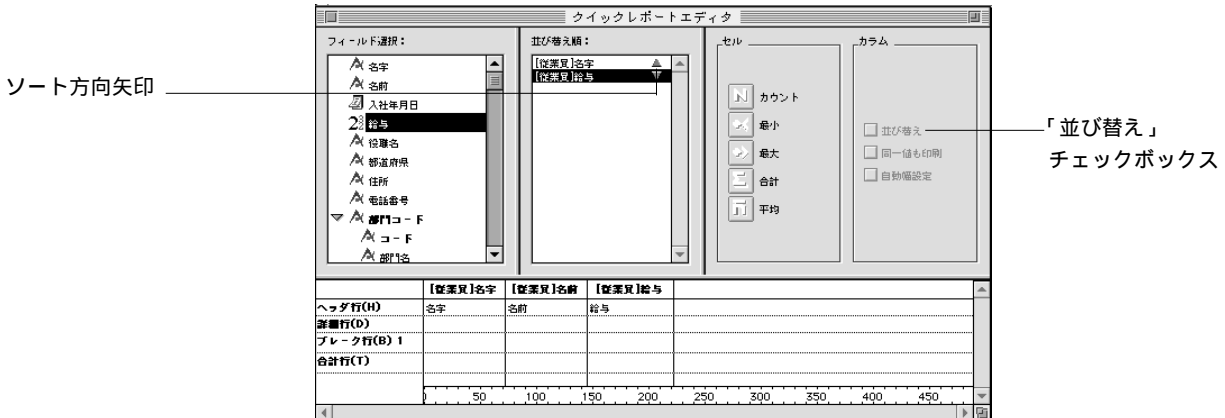 クイックレポートエディタ
フィールド選択：
名字
名前
入社年月日
給与
役職名
都道府県
住所
電話番号
部門コード
コード
部門名
並び替え順：
[従業員]名字
[従業員]給与
セル
カウント
最小
最大
合計
平均
カラム
並び替え
同一値も印刷
自動幅設定
ソート方向矢印
「並び替え」
チェックボックス
[従業員]名字 [従業員]名前 [従業員]給与
ヘッダ行(H) 名字 名前 給与
詳細行(D)
ブレーク行(B) 1
合計行(T)
0 50 100 150 200 250 300 350 400 450